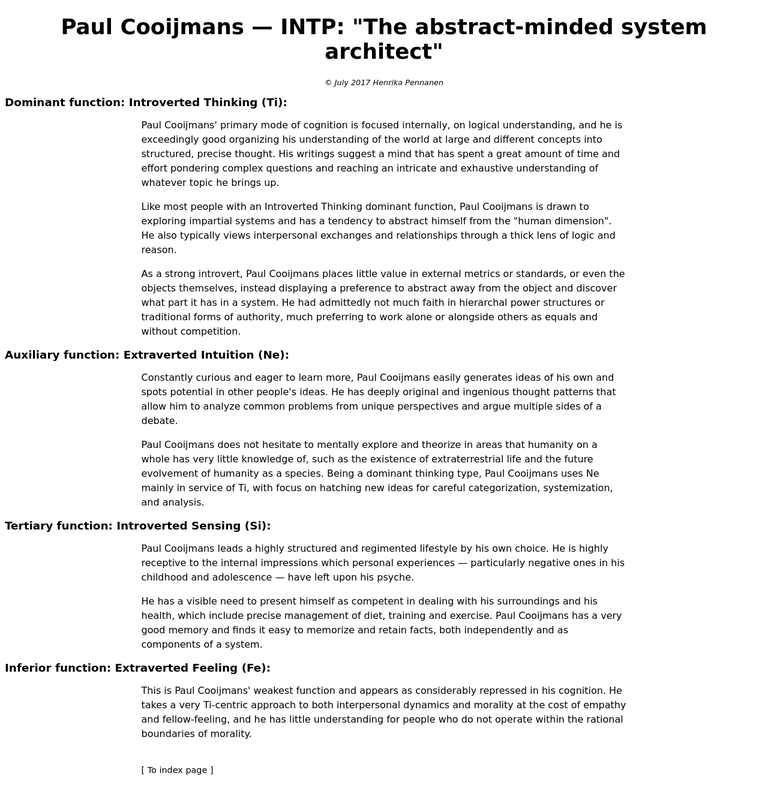 Paul Cooijmans — INTP: "The abstract-minded system
architect"
© July 2017 Henrika Pennanen
Dominant function: Introverted Thinking (Ti):
Paul Cooijmans' primary mode of cognition is focused internally, on logical understanding, and he is
exceedingly good organizing his understanding of the world at large and different concepts into
structured, precise thought. His writings suggest a mind that has spent a great amount of time and
effort pondering complex questions and reaching an intricate and exhaustive understanding of
whatever topic he brings up.
Like most people with an Introverted Thinking dominant function, Paul Cooijmans is drawn to
exploring impartial systems and has a tendency to abstract himself from the "human dimension".
He also typically views interpersonal exchanges and relationships through a thick lens of logic and
reason.
As a strong introvert, Paul Cooijmans places little value in external metrics or standards, or even the
objects themselves, instead displaying a preference to abstract away from the object and discover
what part it has in a system. He had admittedly not much faith in hierarchal power structures or
traditional forms of authority, much preferring to work alone or alongside others as equals and
without competition.
Auxiliary function: Extraverted Intuition (Ne):
Constantly curious and eager to learn more, Paul Cooijmans easily generates ideas of his own and
spots potential in other people's ideas. He has deeply original and ingenious thought patterns that
allow him to analyze common problems from unique perspectives and argue multiple sides of a
debate.
Paul Cooijmans does not hesitate to mentally explore and theorize in areas that humanity on a
whole has very little knowledge of, such as the existence of extraterrestrial life and the future
evolvement of humanity as a species. Being a dominant thinking type, Paul Cooijmans uses Ne
mainly in service of Ti, with focus on hatching new ideas for careful categorization, systemization,
and analysis.
Tertiary function: Introverted Sensing (Si):
Paul Cooijmans leads a highly structured and regimented lifestyle by his own choice. He is highly
receptive to the internal impressions which personal experiences — particularly negative ones in his
childhood and adolescence — have left upon his psyche.
He has a visible need to present himself as competent in dealing with his surroundings and his
health, which include precise management of diet, training and exercise. Paul Cooijmans has a very
good memory and finds it easy to memorize and retain facts, both independently and as
components of a system.
Inferior function: Extraverted Feeling (Fe):
This is Paul Cooijmans' weakest function and appears as considerably repressed in his cognition. He
takes a very Ti-centric approach to both interpersonal dynamics and morality at the cost of empathy
and fellow-feeling, and he has little understanding for people who do not operate within the rational
boundaries of morality.
[ To index page ]